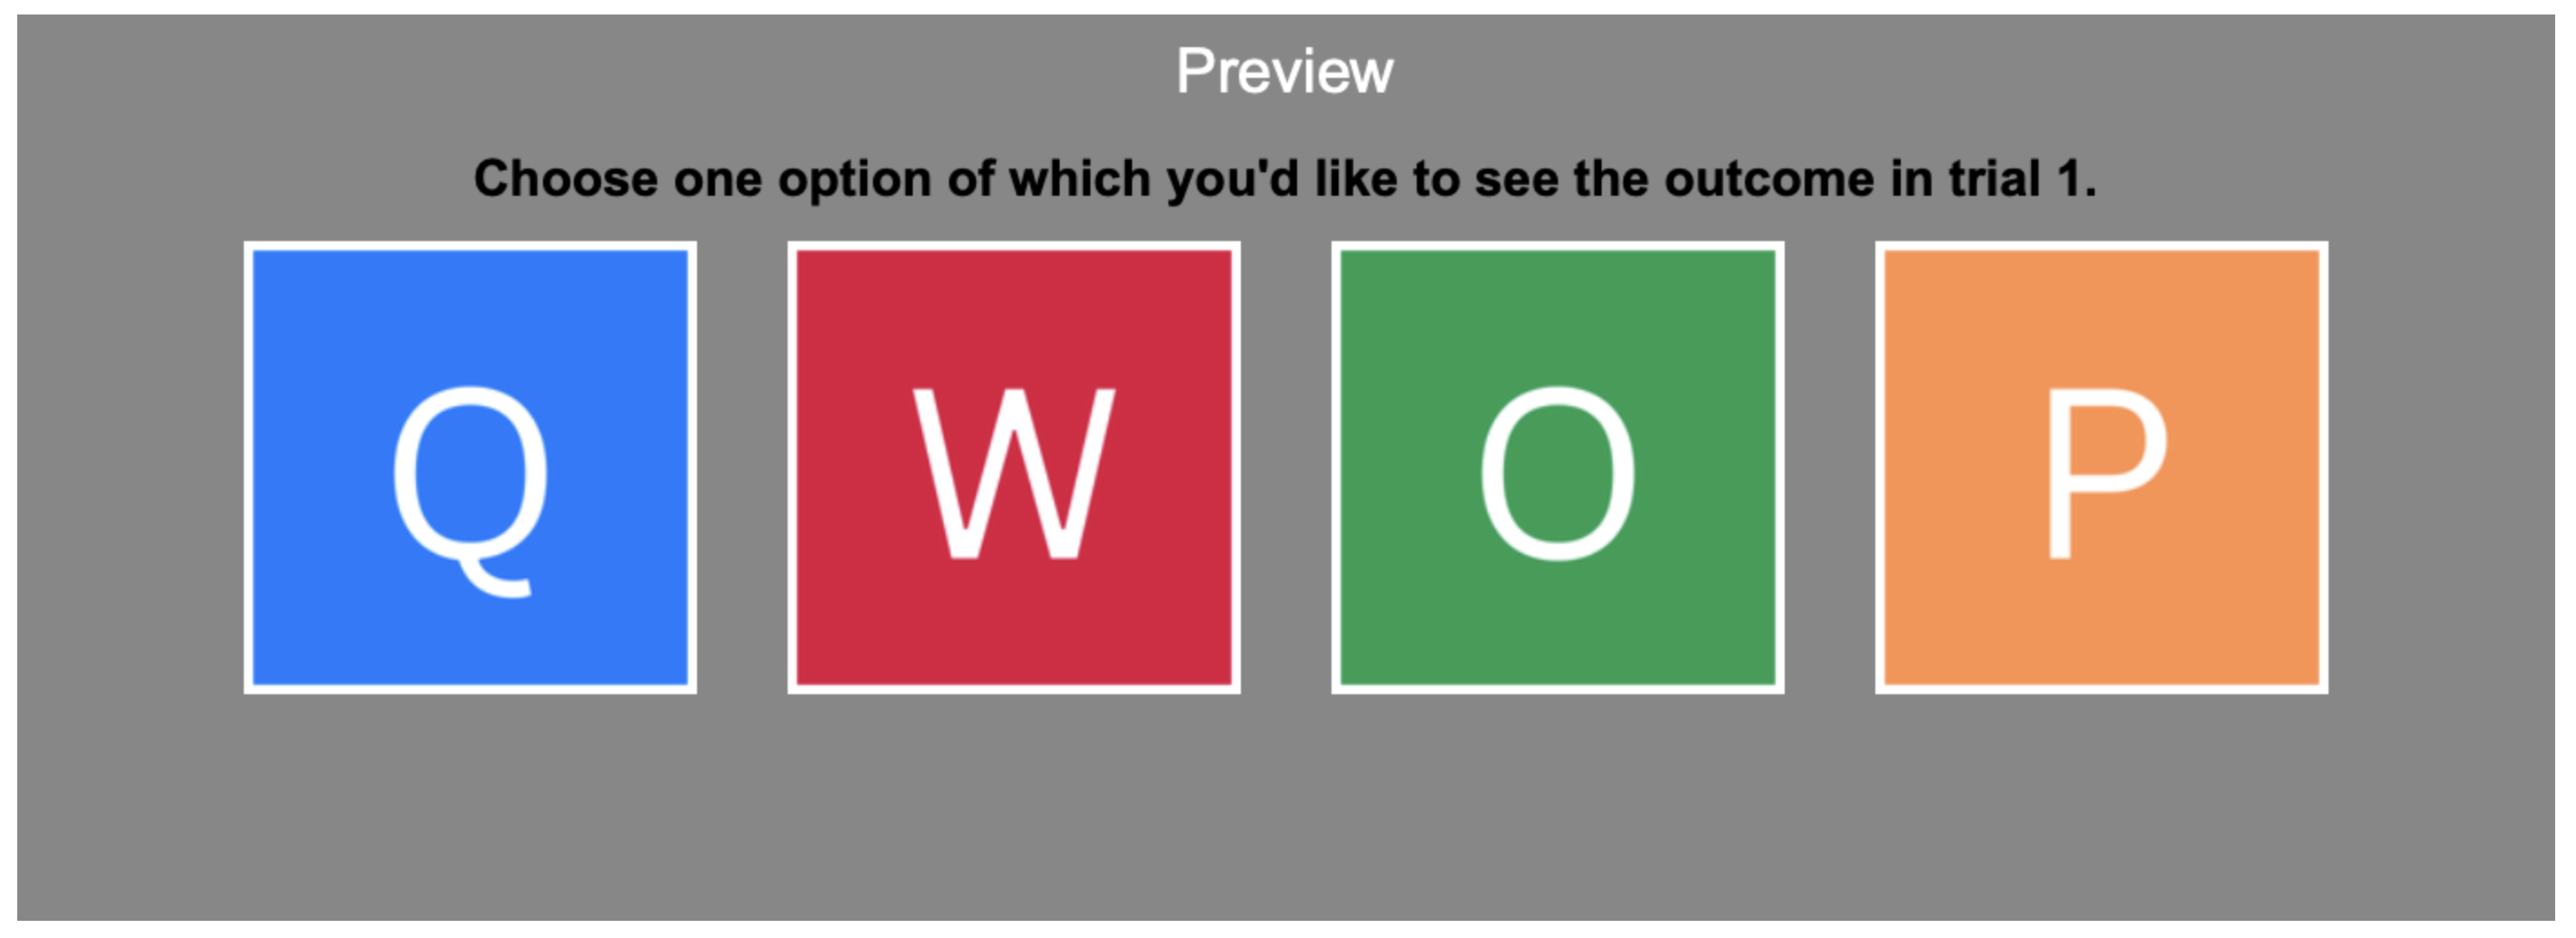 Preview
Choose one option of which you'd like to see the outcome in trial 1.
Q W O P